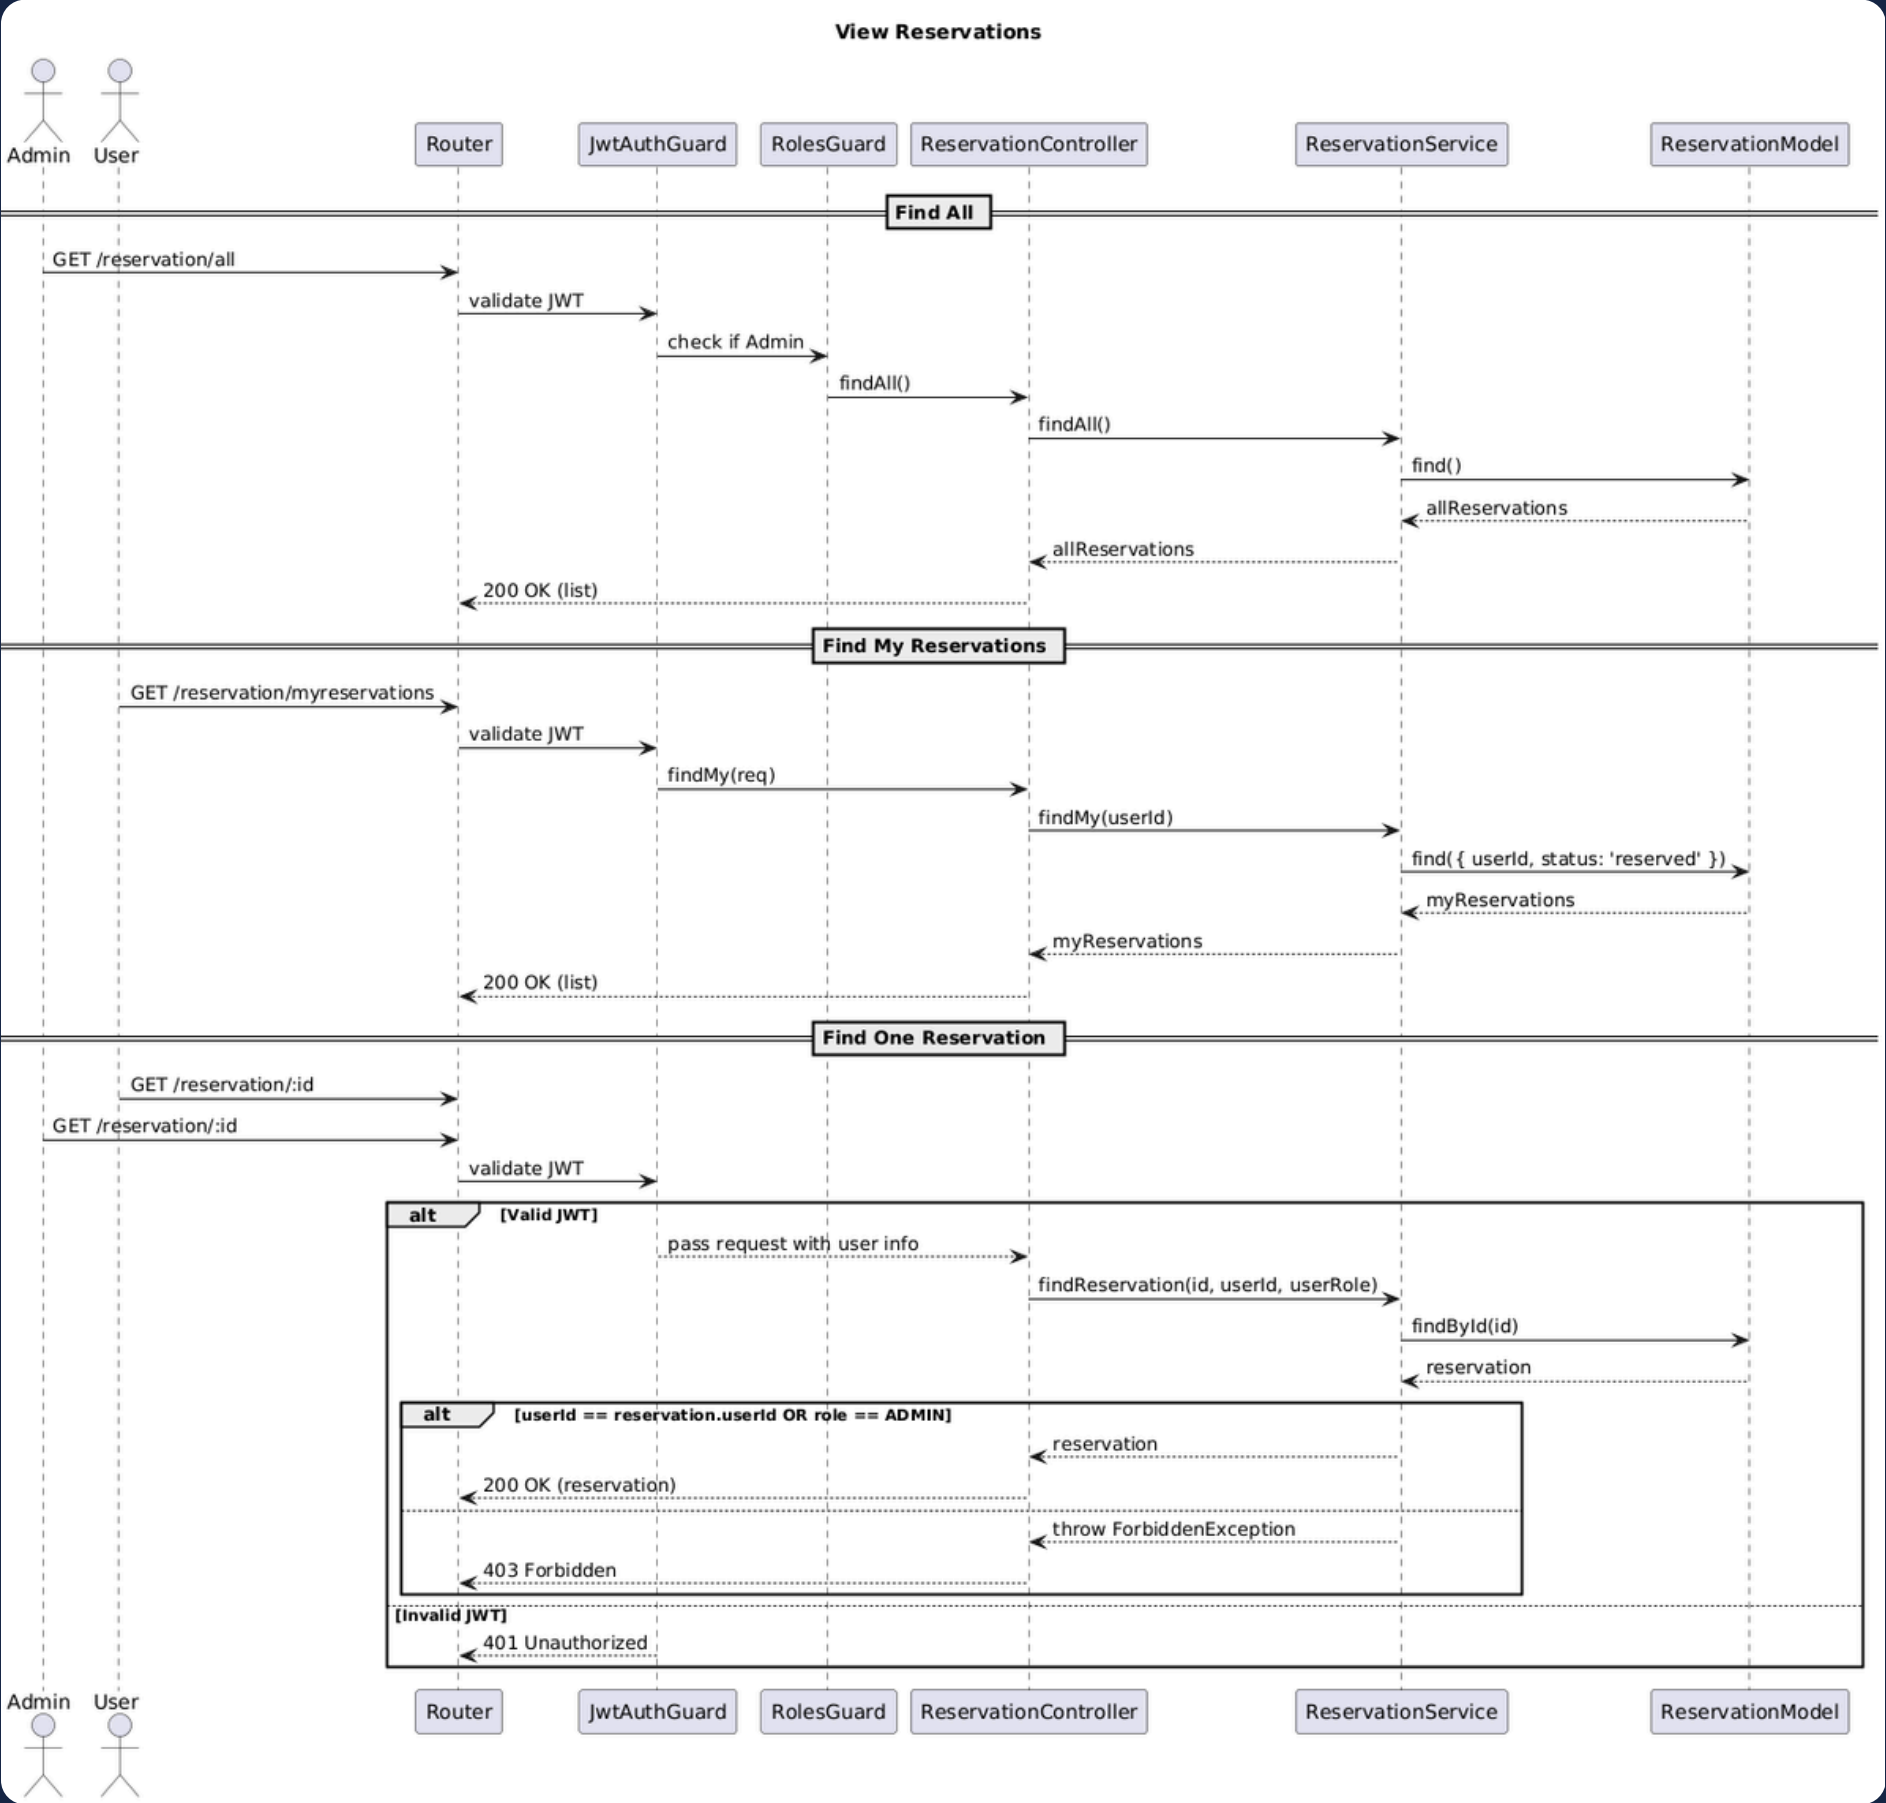 View Reservations
Admin
User
Router
JwtAuthGuard
RolesGuard
ReservationController
ReservationService
ReservationModel
Find All
GET /reservation/all
validate JWT
check if Admin
findAll()
findAll()
find()
allReservations
allReservations
200 OK (list)
Find My Reservations
GET /reservation/myreservations
validate JWT
findMy(req)
findMy(userId)
find({ userId, status: 'reserved' })
myReservations
myReservations
200 OK (list)
Find One Reservation
GET /reservation/:id
GET /reservation/:id
validate JWT
alt [Valid JWT]
pass request with user info
findReservation(id, userId, userRole)
findById(id)
reservation
alt [userId == reservation.userId OR role == ADMIN]
reservation
200 OK (reservation)
throw ForbiddenException
403 Forbidden
[Invalid JWT]
401 Unauthorized
Admin
User
Router
JwtAuthGuard
RolesGuard
ReservationController
ReservationService
ReservationModel